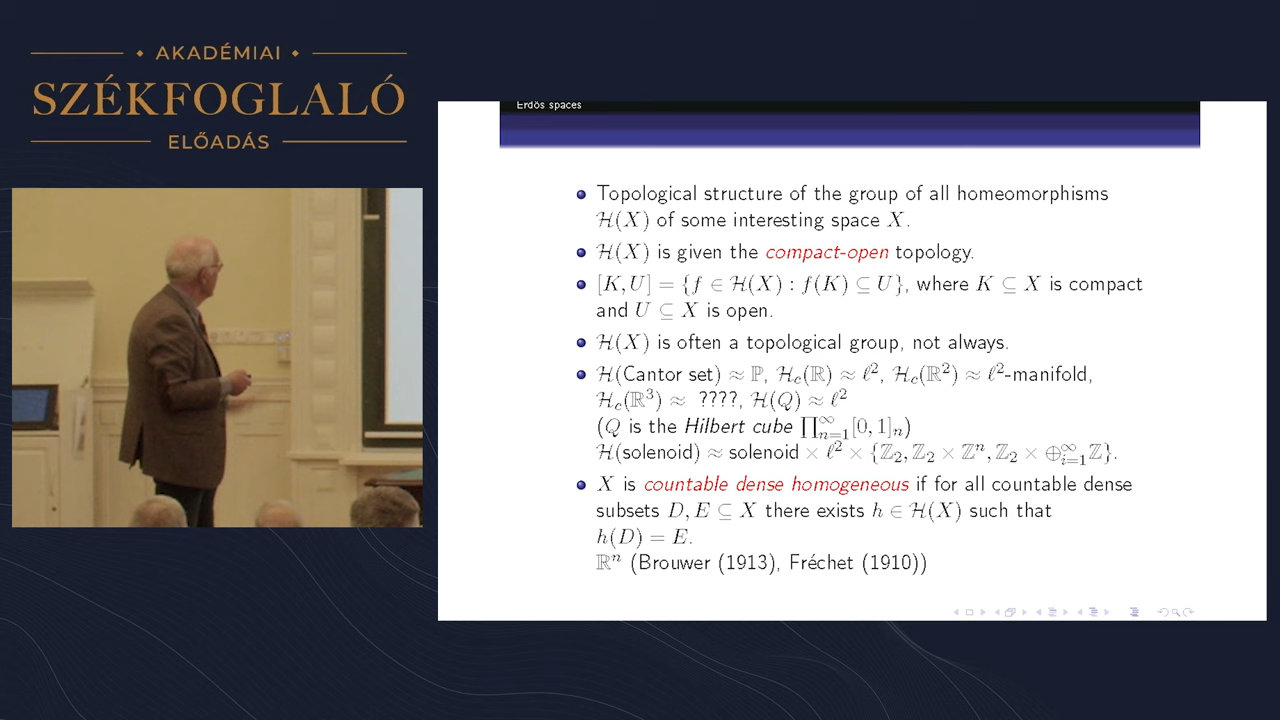 AKADÉMIAI
SZÉKFOGLALÓ
ELŐADÁS
Erdős spaces
Topological structure of the group of all homeomorphisms
ℋ(X) of some interesting space X.
ℋ(X) is given the compact-open topology.
[K, U] = {f ∈ ℋ(X) : f(K) ⊆ U}, where K ⊆ X is compact
and U ⊆ X is open.
ℋ(X) is often a topological group, not always.
ℋ(Cantor set) ≈ ℙ, ℋ_c(ℝ) ≈ ℓ², ℋ_c(ℝ²) ≈ ℓ²-manifold,
ℋ_c(ℝ³) ≈ ????, ℋ(Q) ≈ ℓ²
(Q is the Hilbert cube ∏_{n=1}^∞ [0, 1]_n)
ℋ(solenoid) ≈ solenoid × ℓ² × {ℤ₂, ℤ₂ × ℤⁿ, ℤ₂ × ⊕_{i=1}^∞ ℤ}.
X is countable dense homogeneous if for all countable dense
subsets D, E ⊆ X there exists h ∈ ℋ(X) such that
h(D) = E.
ℝⁿ (Brouwer (1913), Fréchet (1910))